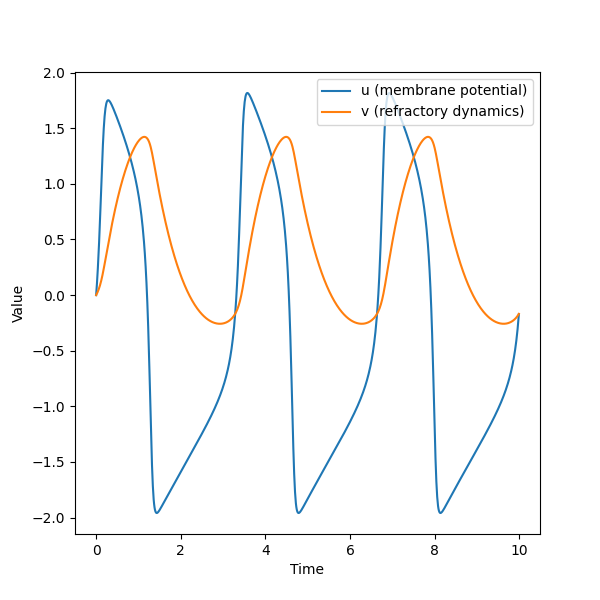 u (membrane potential)
v (refractory dynamics)
2.0
1.5
1.0
0.5
0.0
−0.5
−1.0
−1.5
−2.0
Value
0 2 4 6 8 10
Time